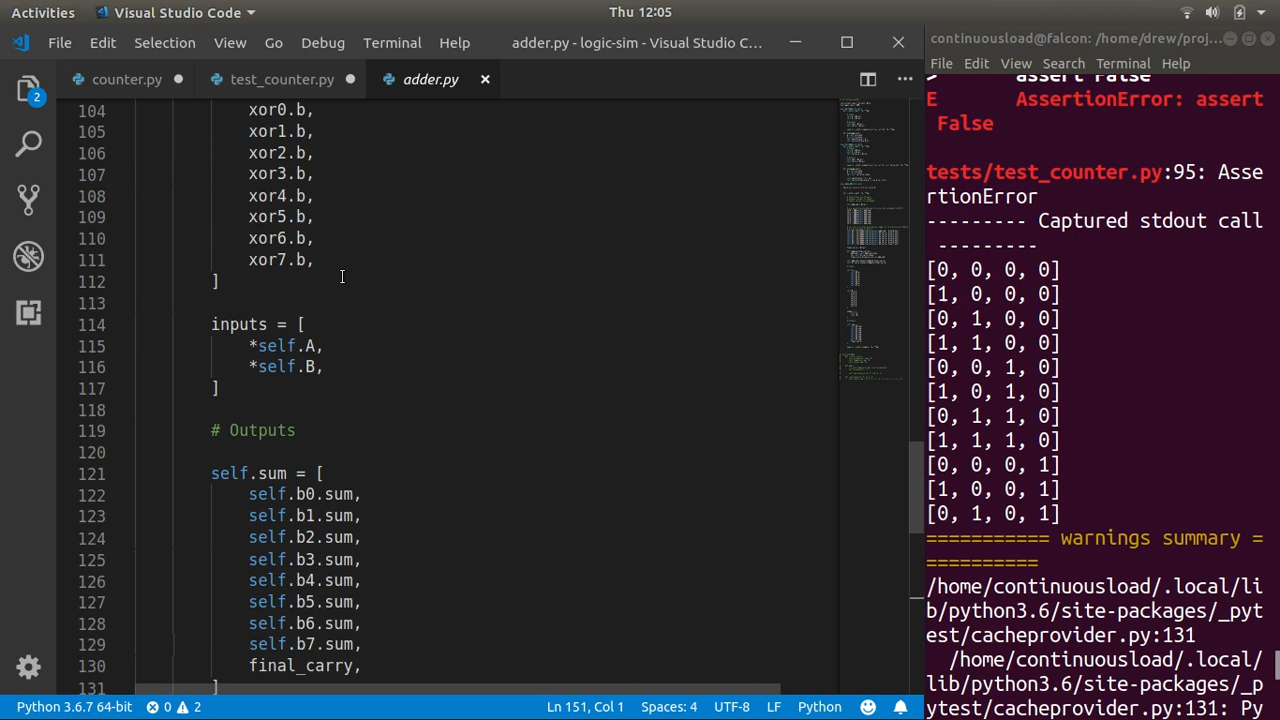 Activities Visual Studio Code Thu 12:05
File Edit Selection View Go Debug Terminal Help adder.py - logic-sim - Visual Studio C...
counter.py test_counter.py adder.py
2
104 xor0.b,
105 xor1.b,
106 xor2.b,
107 xor3.b,
108 xor4.b,
109 xor5.b,
110 xor6.b,
111 xor7.b,
112 ]
113
114 inputs = [
115 *self.A,
116 *self.B,
117 ]
118
119 # Outputs
120
121 self.sum = [
122 self.b0.sum,
123 self.b1.sum,
124 self.b2.sum,
125 self.b3.sum,
126 self.b4.sum,
127 self.b5.sum,
128 self.b6.sum,
129 self.b7.sum,
130 final_carry,
131 ]
Python 3.6.7 64-bit 0 2 Ln 151, Col 1 Spaces: 4 UTF-8 LF Python
continuousload@falcon: /home/drew/proj...
File Edit View Search Terminal Help
> assert False
E AssertionError: assert
False
tests/test_counter.py:95: Asse
rtionError
--------- Captured stdout call
---------
[0, 0, 0, 0]
[1, 0, 0, 0]
[0, 1, 0, 0]
[1, 1, 0, 0]
[0, 0, 1, 0]
[1, 0, 1, 0]
[0, 1, 1, 0]
[1, 1, 1, 0]
[0, 0, 0, 1]
[1, 0, 0, 1]
[0, 1, 0, 1]
=========== warnings summary =
==========
/home/continuousload/.local/li
b/python3.6/site-packages/_pyt
est/cacheprovider.py:131
/home/continuousload/.local/
lib/python3.6/site-packages/_p
ytest/cacheprovider.py:131: Py